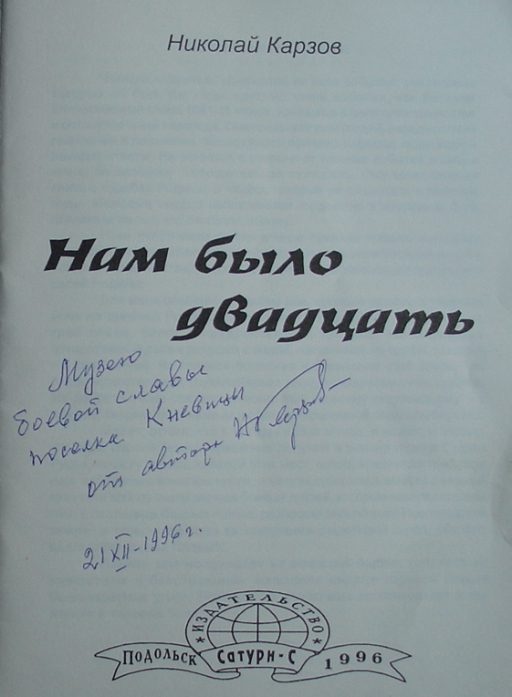 Николай Карзов
Нам было
двадцать
Музею
боевой славы
поселка Кневицы
от автора НКарзов
21 XII-1996 г.
ИЗДАТЕЛЬСТВО
ПОДОЛЬСК Сатурн-С 1996